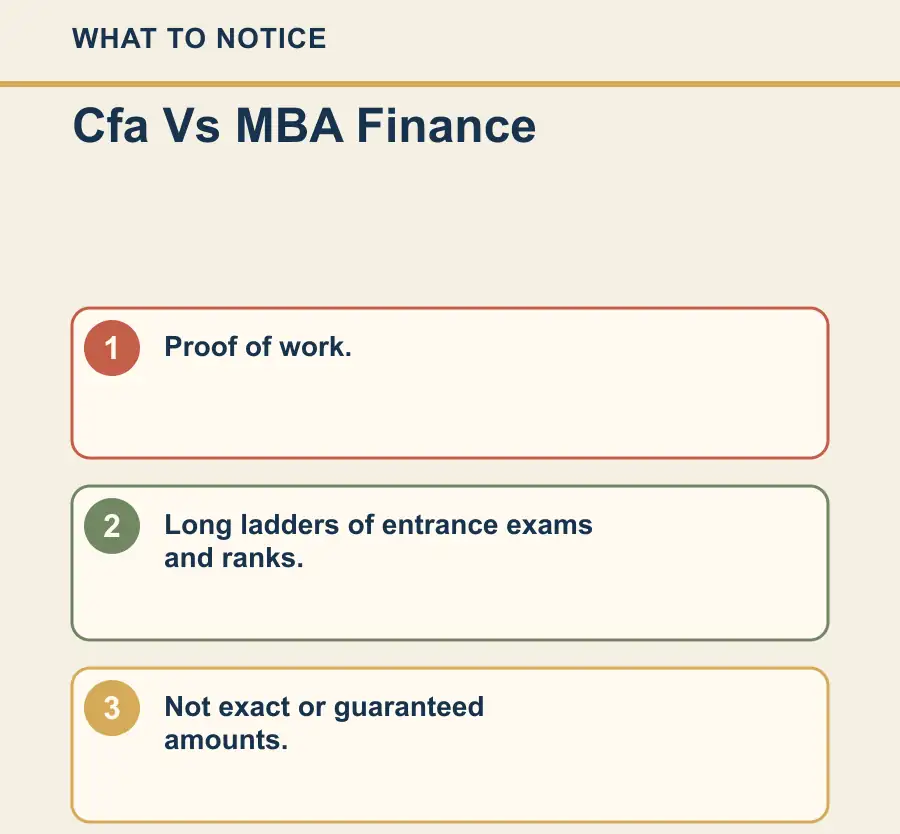 WHAT TO NOTICE
Cfa Vs MBA Finance
1
Proof of work.
2
Long ladders of entrance exams
and ranks.
3
Not exact or guaranteed
amounts.